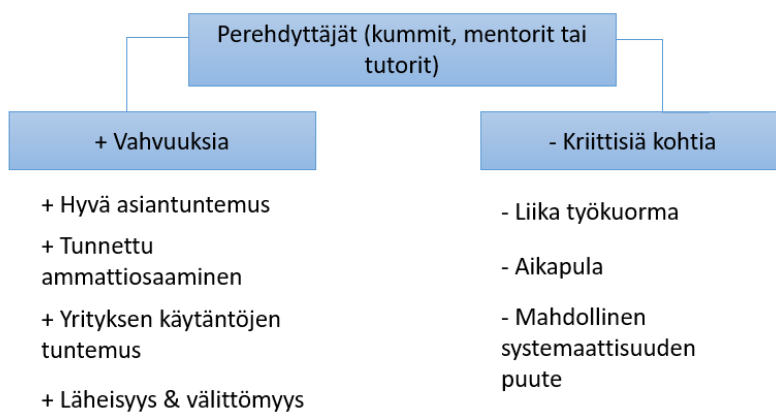 Perehdyttäjät (kummit, mentorit tai
tutorit)
+ Vahvuuksia
+ Hyvä asiantuntemus
+ Tunnettu
ammattiosaaminen
+ Yrityksen käytäntöjen
tuntemus
+ Läheisyys & välittömyys
- Kriittisiä kohtia
- Liika työkuorma
- Aikapula
- Mahdollinen
systemaattisuuden
puute